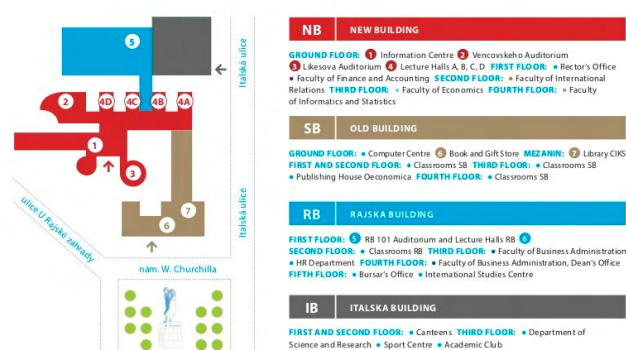 5
Italská ulice
2
4D
4C
4B
4A
1
3
7
6
Italská ulice
ulice U Rajské zahrady
nám. W. Churchilla
NB NEW BUILDING
GROUND FLOOR: 1 Information Centre 2 Vencovskeho Auditorium
3 Likesova Auditorium 4 Lecture Halls A, B, C, D FIRST FLOOR: • Rector's Office
• Faculty of Finance and Accounting SECOND FLOOR: • Faculty of International
Relations THIRD FLOOR: • Faculty of Economics FOURTH FLOOR: • Faculty
of Informatics and Statistics
SB OLD BUILDING
GROUND FLOOR: • Computer Centre 6 Book and Gift Store MEZANIN: 7 Library CIKS
FIRST AND SECOND FLOOR: • Classrooms SB THIRD FLOOR: • Classrooms SB
• Publishing House Oeconomica FOURTH FLOOR: • Classrooms SB
RB RAJSKA BUILDING
FIRST FLOOR: 5 RB 101 Auditorium and Lecture Halls RB 6
SECOND FLOOR: • Classrooms RB THIRD FLOOR: • Faculty of Business Administration
• HR Department FOURTH FLOOR: • Faculty of Business Administration, Dean's Office
FIFTH FLOOR: • Bursar's Office • International Studies Centre
IB ITALSKA BUILDING
FIRST AND SECOND FLOOR: • Canteens THIRD FLOOR: • Department of
Science and Research • Sport Centre • Academic Club